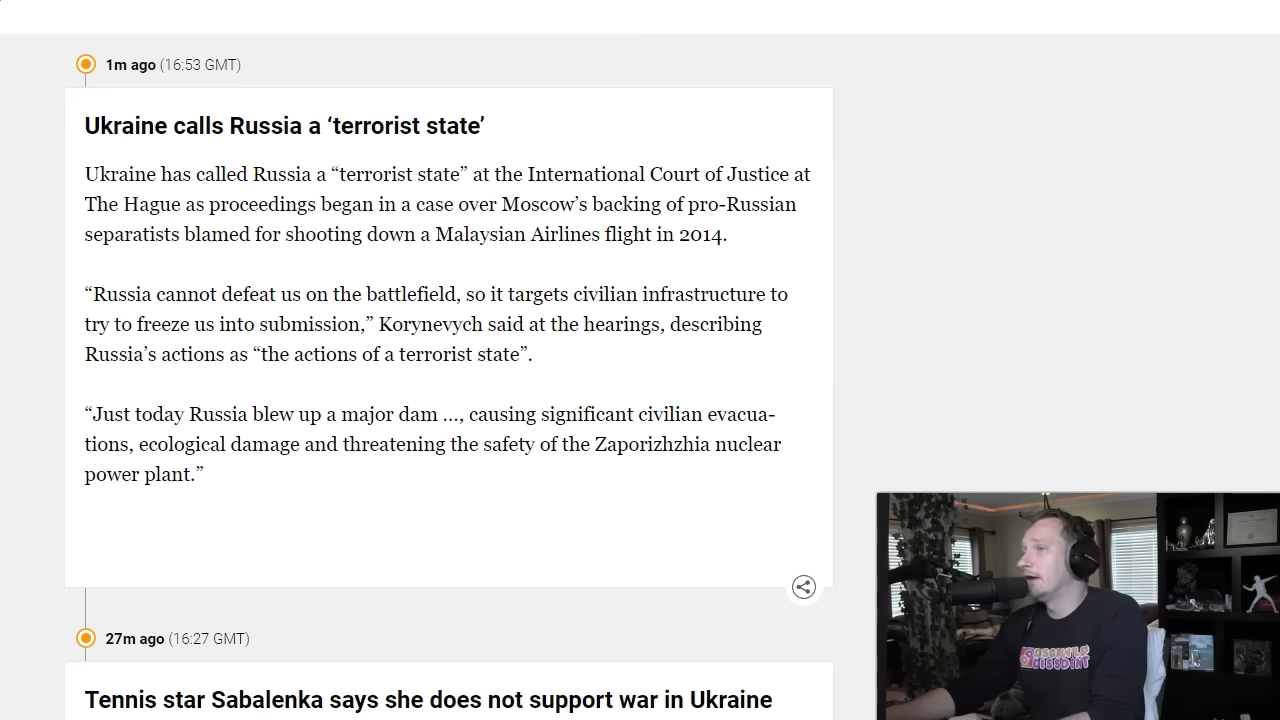 1m ago (16:53 GMT)
Ukraine calls Russia a ‘terrorist state’
Ukraine has called Russia a “terrorist state” at the International Court of Justice at
The Hague as proceedings began in a case over Moscow’s backing of pro-Russian
separatists blamed for shooting down a Malaysian Airlines flight in 2014.
“Russia cannot defeat us on the battlefield, so it targets civilian infrastructure to
try to freeze us into submission,” Korynevych said at the hearings, describing
Russia’s actions as “the actions of a terrorist state”.
“Just today Russia blew up a major dam ..., causing significant civilian evacua-
tions, ecological damage and threatening the safety of the Zaporizhzhia nuclear
power plant.”
27m ago (16:27 GMT)
Tennis star Sabalenka says she does not support war in Ukraine